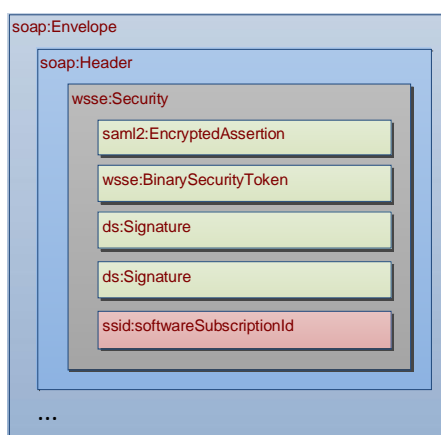 soap:Envelope
soap:Header
wsse:Security
saml2:EncryptedAssertion
wsse:BinarySecurityToken
ds:Signature
ds:Signature
ssid:softwareSubscriptionId
...